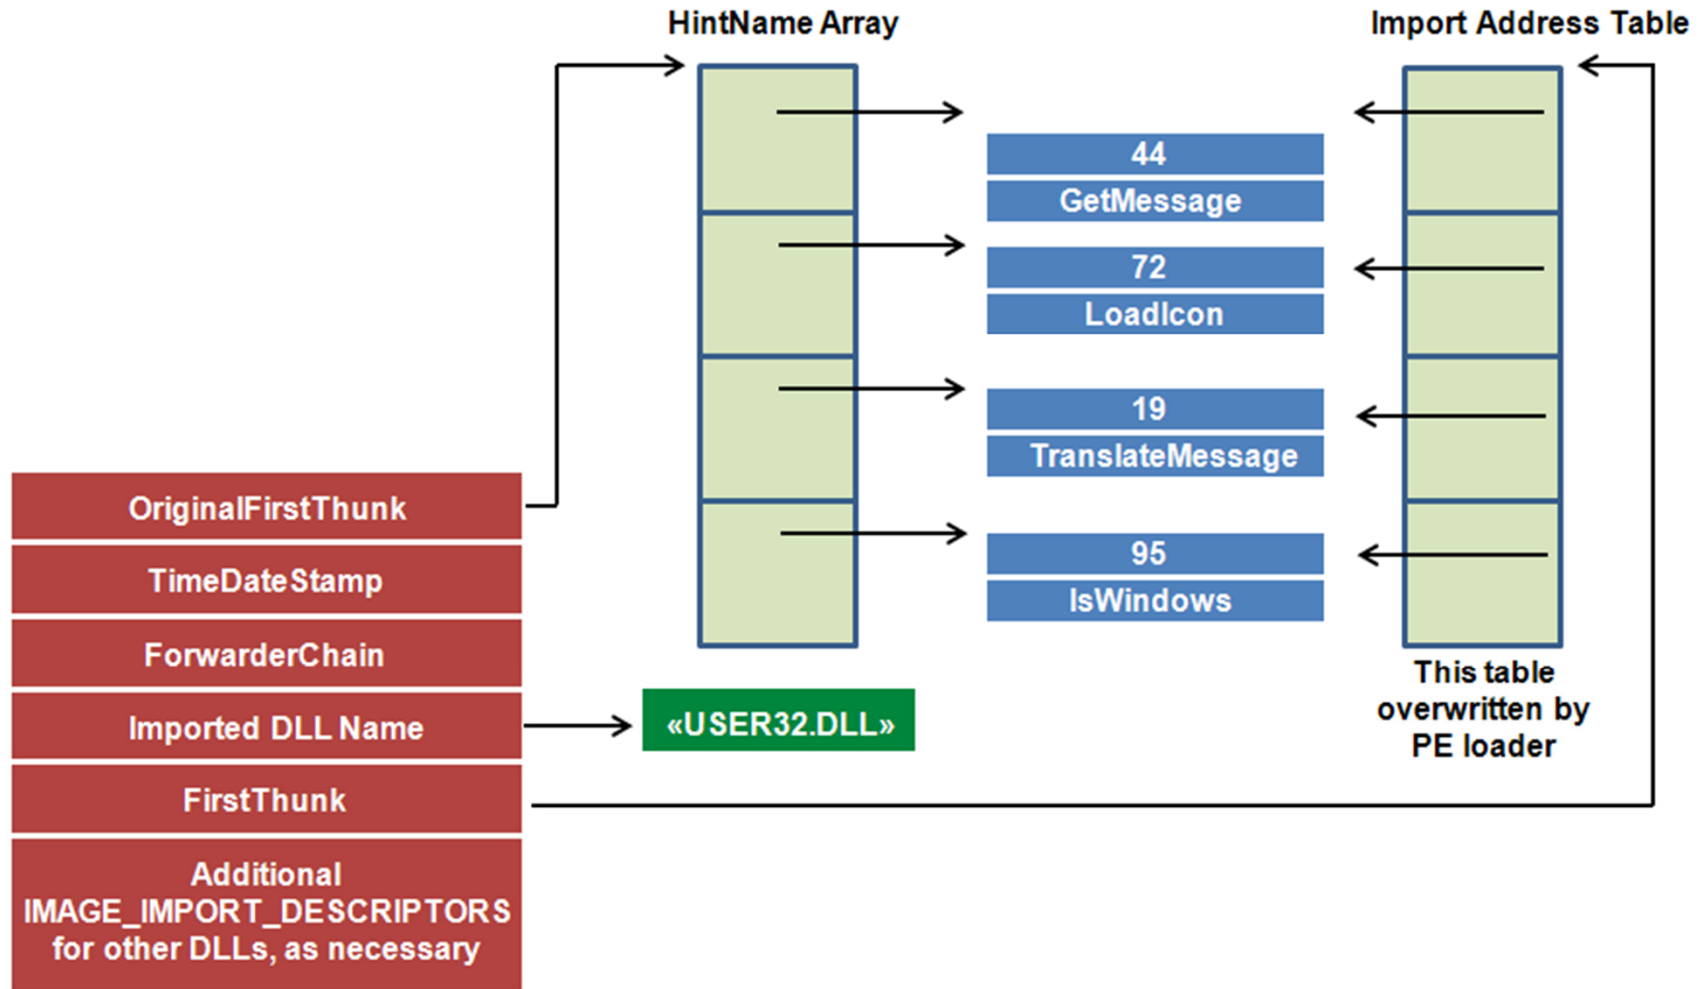 HintName Array
Import Address Table
44
GetMessage
72
LoadIcon
19
TranslateMessage
95
IsWindows
OriginalFirstThunk
TimeDateStamp
ForwarderChain
Imported DLL Name
FirstThunk
Additional
IMAGE_IMPORT_DESCRIPTORS
for other DLLs, as necessary
«USER32.DLL»
This table
overwritten by
PE loader